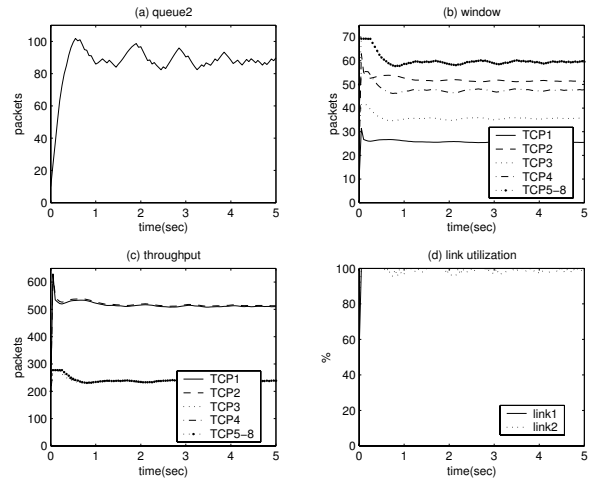 (a) queue2
packets
100
80
60
40
20
0
0 1 2 3 4 5
time(sec)
(b) window
packets
70
60
50
40
30
20
10
0
0 1 2 3 4 5
time(sec)
TCP1
TCP2
TCP3
TCP4
TCP5-8
(c) throughput
packets
600
500
400
300
200
100
0
0 1 2 3 4 5
time(sec)
TCP1
TCP2
TCP3
TCP4
TCP5-8
(d) link utilization
%
100
80
60
40
20
0
0 1 2 3 4 5
time(sec)
link1
link2